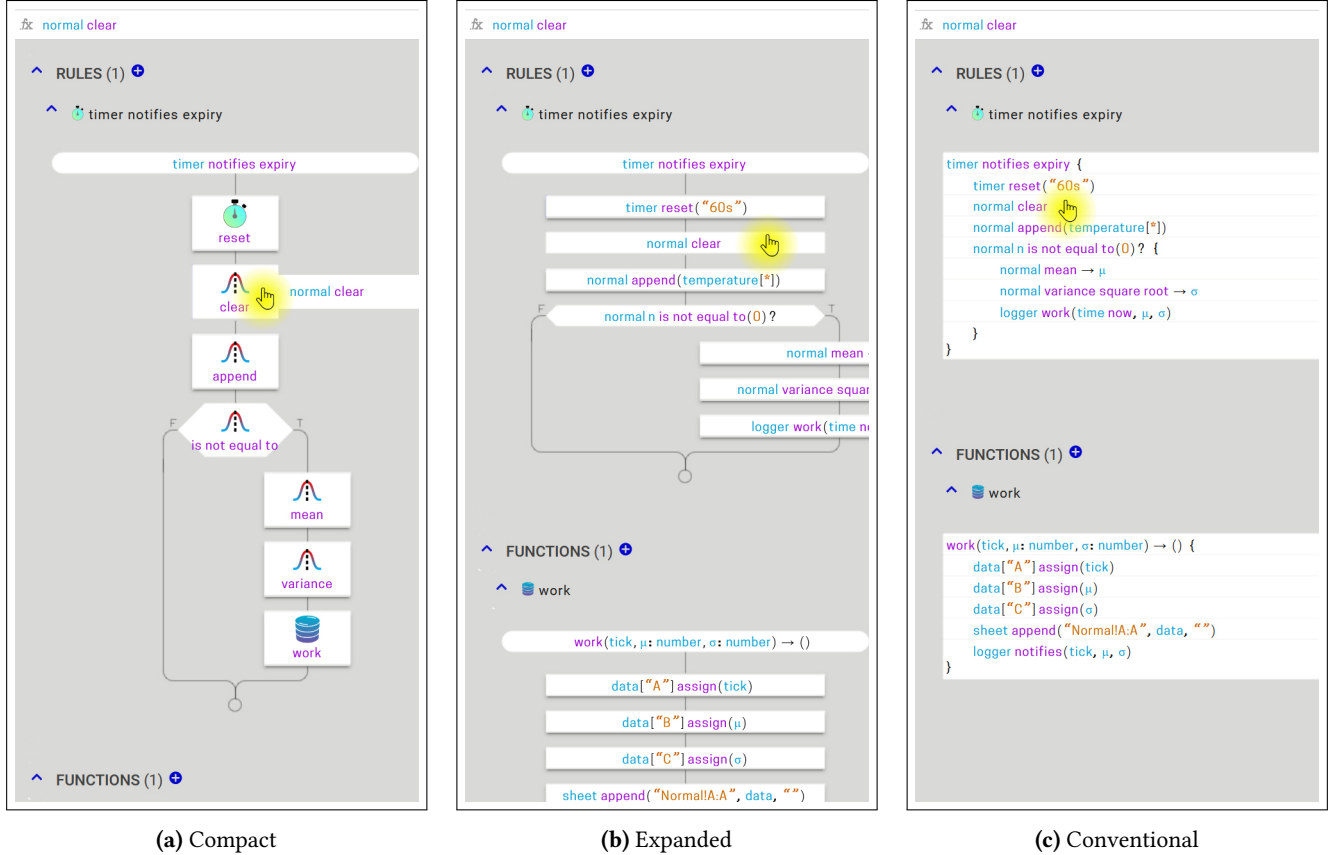 fx normal clear
RULES (1)
timer notifies expiry
timer notifies expiry
reset
clear
normal clear
append
F
T
is not equal to
mean
variance
work
FUNCTIONS (1)
(a) Compact
fx normal clear
RULES (1)
timer notifies expiry
timer notifies expiry
timer reset(“60s”)
normal clear
normal append(temperature[*])
F
T
normal n is not equal to(0)?
normal mean
normal variance squar
logger work(time n
FUNCTIONS (1)
work
work(tick, μ: number, σ: number) → ()
data[“A”] assign(tick)
data[“B”] assign(μ)
data[“C”] assign(σ)
sheet append(“Normal!A:A”, data, “”)
(b) Expanded
fx normal clear
RULES (1)
timer notifies expiry
timer notifies expiry {
timer reset(“60s”)
normal clear
normal append(temperature[*])
normal n is not equal to(0)? {
normal mean → μ
normal variance square root → σ
logger work(time now, μ, σ)
}
}
FUNCTIONS (1)
work
work(tick, μ: number, σ: number) → () {
data[“A”] assign(tick)
data[“B”] assign(μ)
data[“C”] assign(σ)
sheet append(“Normal!A:A”, data, “”)
logger notifies(tick, μ, σ)
}
(c) Conventional